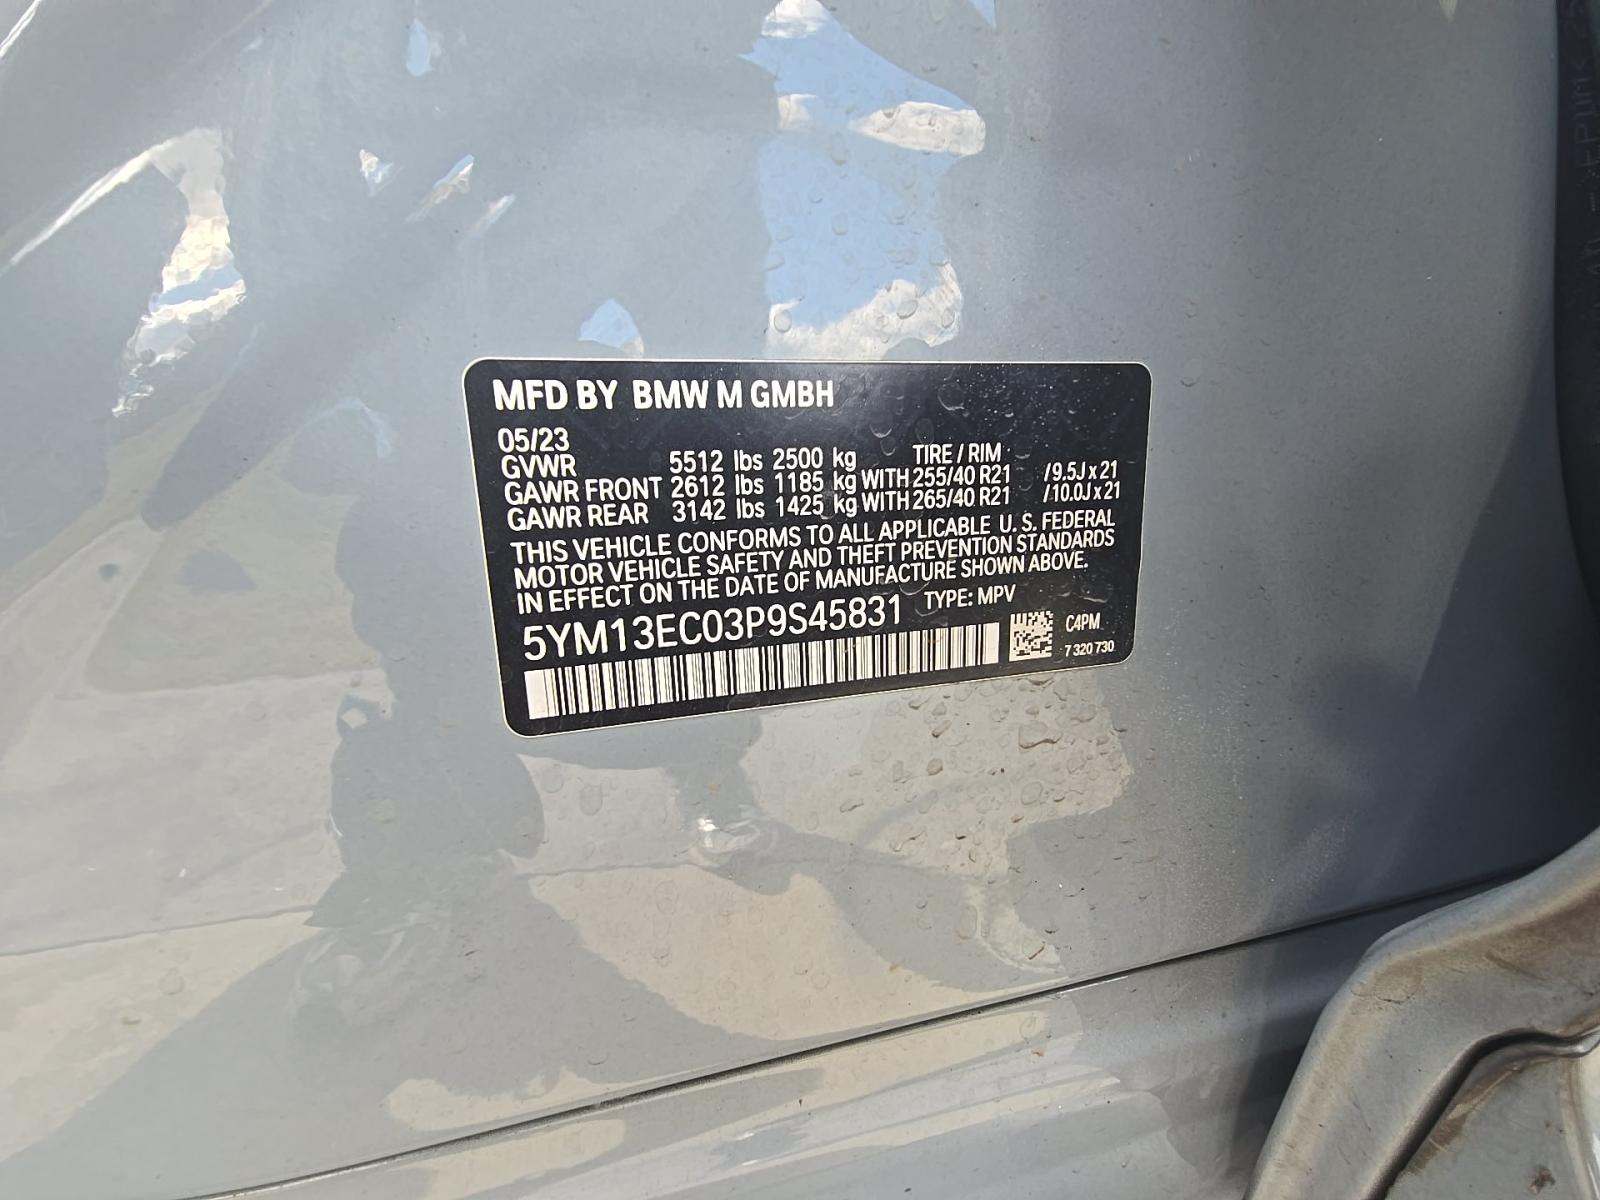 MFD BY BMW M GMBH
05/23
GVWR 5512 lbs 2500 kg TIRE / RIM
GAWR FRONT 2612 lbs 1185 kg WITH 255/40 R21 /9.5J x 21
GAWR REAR 3142 lbs 1425 kg WITH 265/40 R21 /10.0J x 21
THIS VEHICLE CONFORMS TO ALL APPLICABLE U.S. FEDERAL
MOTOR VEHICLE SAFETY AND THEFT PREVENTION STANDARDS
IN EFFECT ON THE DATE OF MANUFACTURE SHOWN ABOVE.
5YM13EC03P9S45831 TYPE: MPV
C4PM
7 320 730